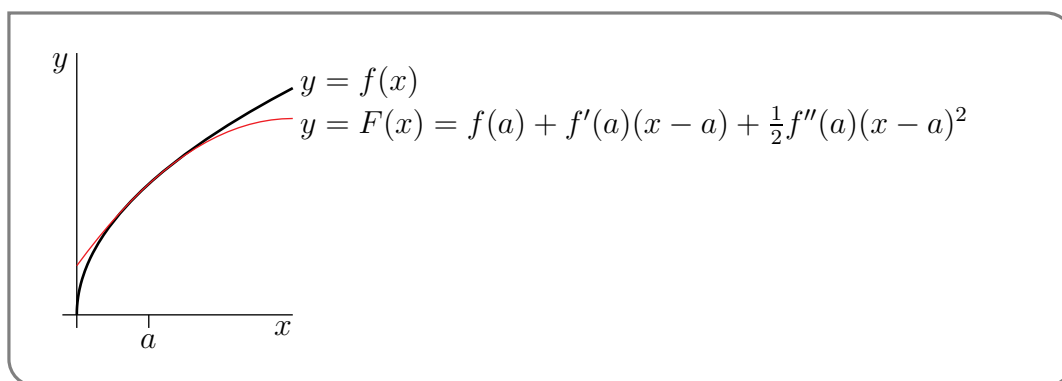 y
y = f(x)
y = F(x) = f(a) + f′(a)(x − a) + ½f″(a)(x − a)²
x
a